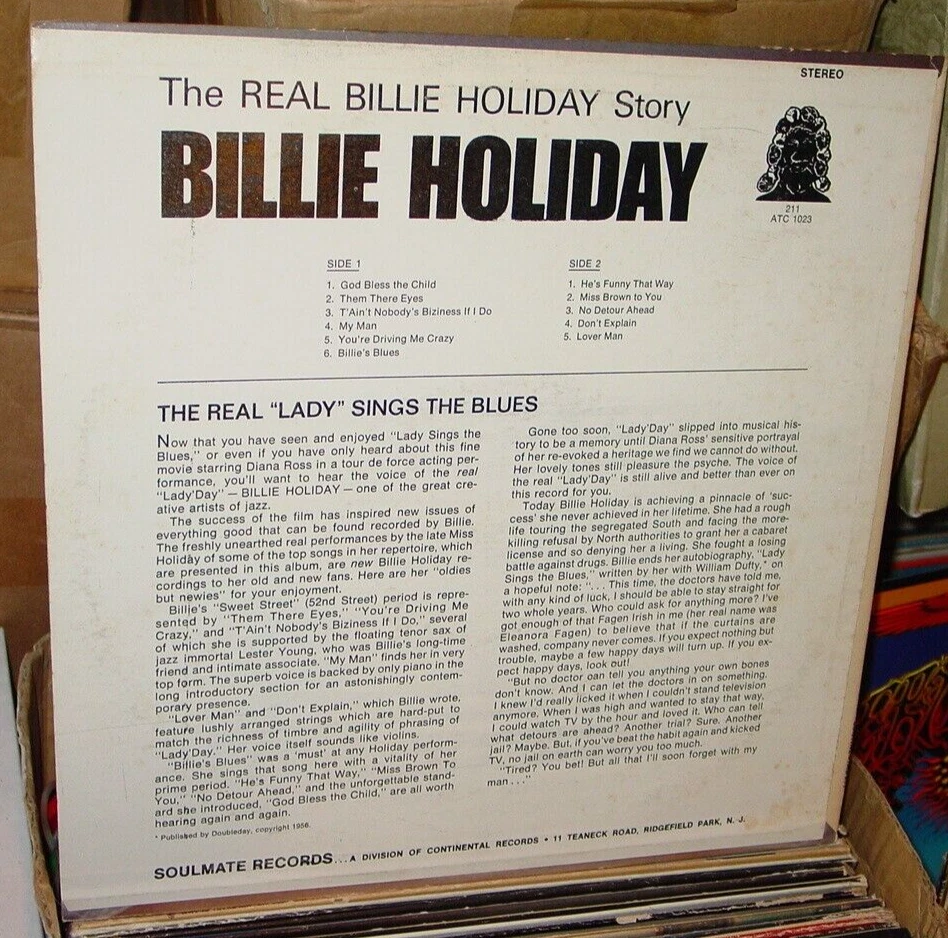 STEREO
The REAL BILLIE HOLIDAY Story
BILLIE HOLIDAY
211
ATC 1023
SIDE 1
1. God Bless the Child
2. Them There Eyes
3. T'Ain't Nobody's Biziness If I Do
4. My Man
5. You're Driving Me Crazy
6. Billie's Blues
SIDE 2
1. He's Funny That Way
2. Miss Brown to You
3. No Detour Ahead
4. Don't Explain
5. Lover Man
THE REAL "LADY" SINGS THE BLUES
Now that you have seen and enjoyed "Lady Sings the
Blues," or even if you have only heard about this fine
movie starring Diana Ross in a tour de force acting per-
formance, you'll want to hear the voice of the real
"Lady'Day" — BILLIE HOLIDAY — one of the great cre-
ative artists of jazz.
The success of the film has inspired new issues of
everything good that can be found recorded by Billie.
The freshly unearthed real performances by the late Miss
Holiday of some of the top songs in her repertoire, which
are presented in this album, are new Billie Holiday re-
cordings to her old and new fans. Here are her "oldies
but newies" for your enjoyment.
Billie's "Sweet Street" (52nd Street) period is repre-
sented by "Them There Eyes," "You're Driving Me
Crazy," and "T'Ain't Nobody's Biziness If I Do," several
of which she is supported by the floating tenor sax of
jazz immortal Lester Young, who was Billie's long-time
friend and intimate associate. "My Man" finds her in very
top form. The superb voice is backed by only piano in the
long introductory section for an astonishingly contem-
porary presence.
"Lover Man" and "Don't Explain," which Billie wrote,
feature lushly arranged strings which are hard-put to
match the richness of timbre and agility of phrasing of
"Lady'Day." Her voice itself sounds like violins.
"Billie's Blues" was a 'must' at any Holiday perform-
ance. She sings that song here with a vitality of her
prime period. "He's Funny That Way," "Miss Brown To
You," "No Detour Ahead," and the unforgettable stand-
ard she introduced, "God Bless the Child," are all worth
hearing again and again.
* Published by Doubleday, copyright 1956.
Gone too soon, "Lady'Day" slipped into musical his-
tory to be a memory until Diana Ross' sensitive portrayal
of her re-evoked a heritage we find we cannot do without.
Her lovely tones still pleasure the psyche. The voice of
the real "Lady'Day" is still alive and better than ever on
this record for you.
Today Billie Holiday is achieving a pinnacle of 'suc-
cess' she never achieved in her lifetime. She had a rough
life touring the segregated South and facing the more-
killing refusal by North authorities to grant her a cabaret
license and so denying her a living. She fought a losing
battle against drugs. Billie ends her autobiography, "Lady
Sings the Blues," written by her with William Dufty,* on
a hopeful note: ". . . This time, the doctors have told me,
with any kind of luck, I should be able to stay straight for
two whole years. Who could ask for anything more? I've
got enough of that Fagen Irish in me (her real name was
Eleanora Fagen) to believe that if the curtains are
washed, company never comes. If you expect nothing but
trouble, maybe a few happy days will turn up. If you ex-
pect happy days, look out!
"But no doctor can tell you anything your own bones
don't know. And I can let the doctors in on something.
I knew I'd really licked it when I couldn't stand television
anymore. When I was high and wanted to stay that way,
I could watch TV by the hour and loved it. Who can tell
what detours are ahead? Another trial? Sure. Another
jail? Maybe. But, if you've beat the habit again and kicked
TV, no jail on earth can worry you too much.
"Tired? You bet! But all that I'll soon forget with my
man . . ."
SOULMATE RECORDS...A DIVISION OF CONTINENTAL RECORDS • 11 TEANECK ROAD, RIDGEFIELD PARK, N. J.